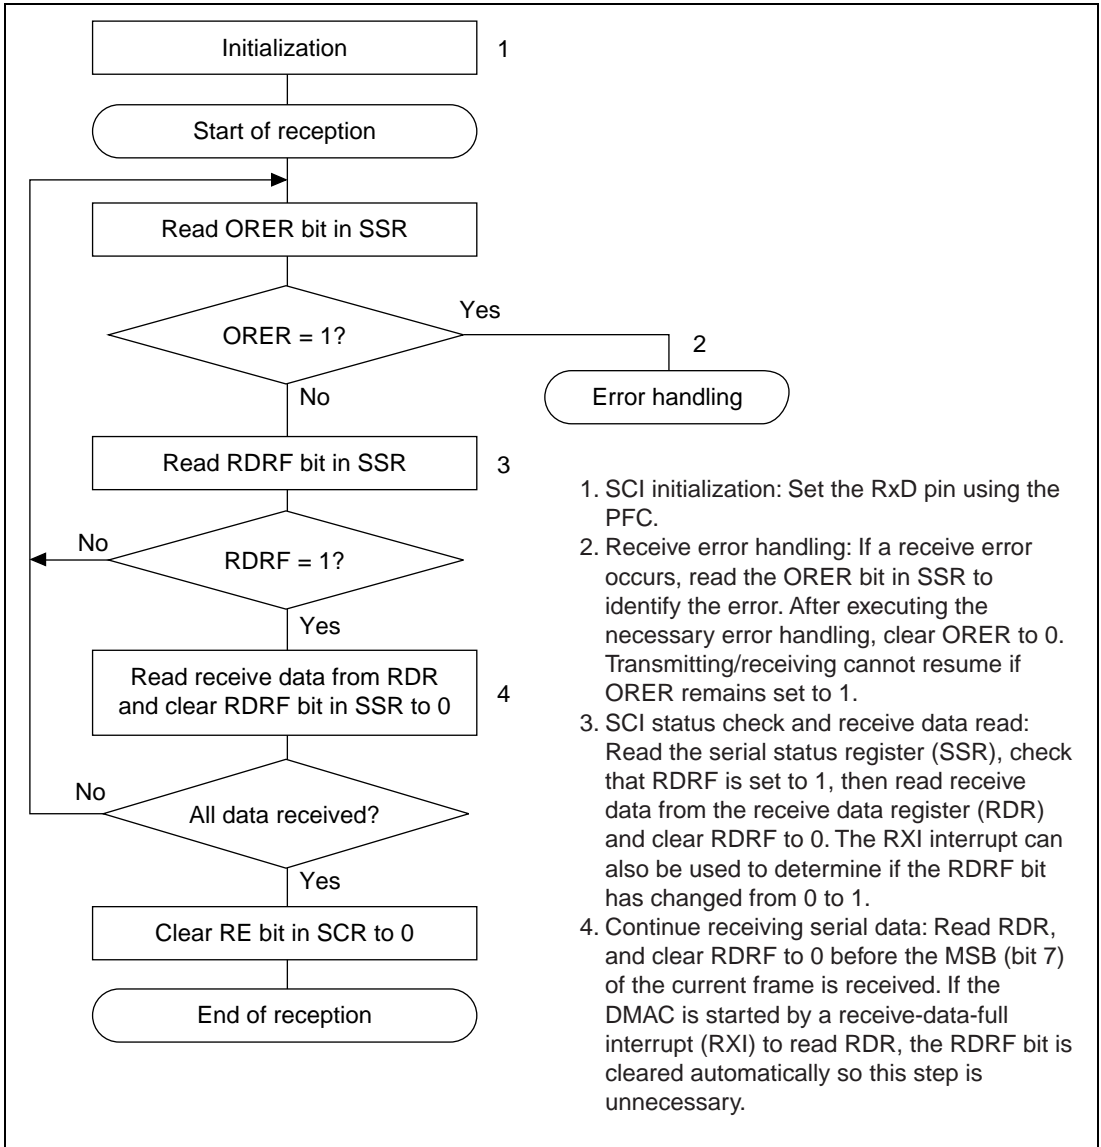 Initialization
1
Start of reception
Read ORER bit in SSR
Yes
ORER = 1?
2
Error handling
No
Read RDRF bit in SSR
3
No
RDRF = 1?
Yes
Read receive data from RDR
and clear RDRF bit in SSR to 0
4
No
All data received?
Yes
Clear RE bit in SCR to 0
End of reception
1. SCI initialization: Set the RxD pin using the
PFC.
2. Receive error handling: If a receive error
occurs, read the ORER bit in SSR to
identify the error. After executing the
necessary error handling, clear ORER to 0.
Transmitting/receiving cannot resume if
ORER remains set to 1.
3. SCI status check and receive data read:
Read the serial status register (SSR), check
that RDRF is set to 1, then read receive
data from the receive data register (RDR)
and clear RDRF to 0. The RXI interrupt can
also be used to determine if the RDRF bit
has changed from 0 to 1.
4. Continue receiving serial data: Read RDR,
and clear RDRF to 0 before the MSB (bit 7)
of the current frame is received. If the
DMAC is started by a receive-data-full
interrupt (RXI) to read RDR, the RDRF bit is
cleared automatically so this step is
unnecessary.